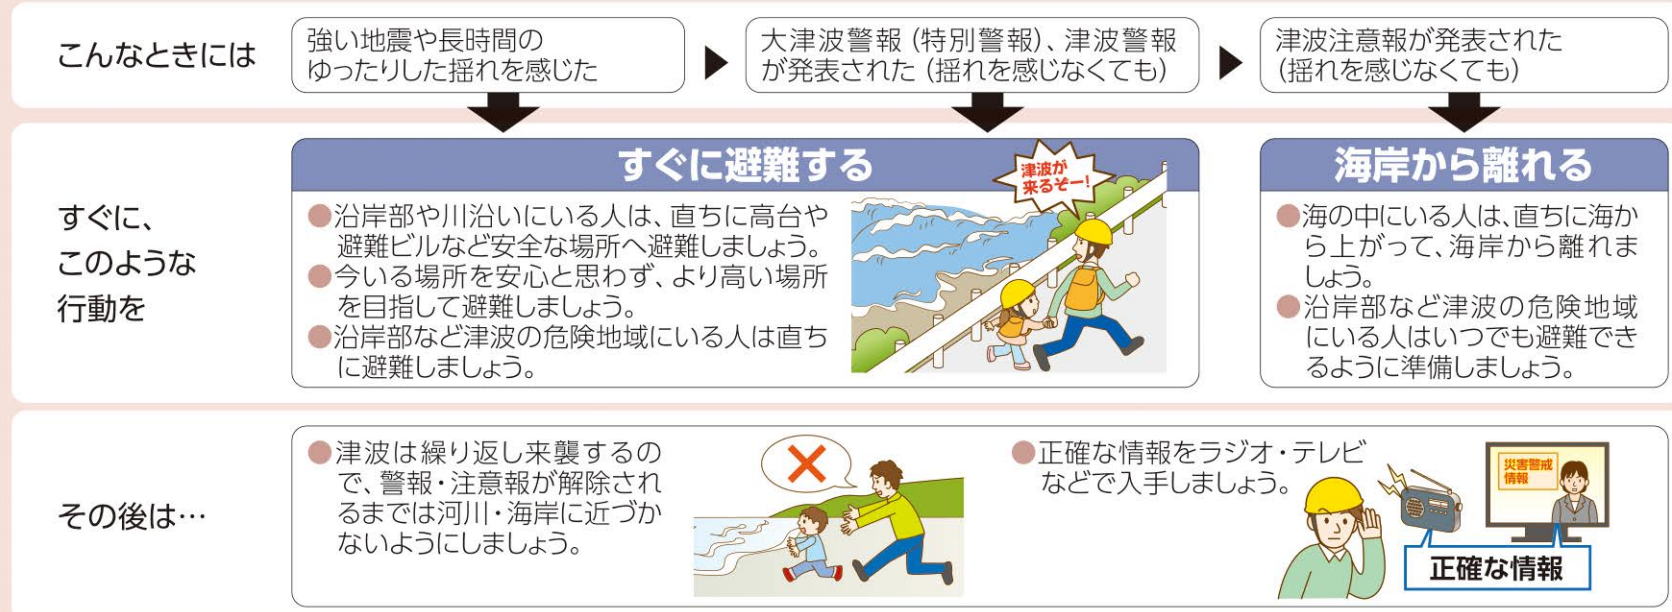 こんなときには
強い地震や長時間の
ゆったりした揺れを感じた
大津波警報(特別警報)、津波警報
が発表された(揺れを感じなくても)
津波注意報が発表された
(揺れを感じなくても)
すぐに、
このような
行動を
すぐに避難する
●沿岸部や川沿いにいる人は、直ちに高台や
避難ビルなど安全な場所へ避難しましょう。
●今いる場所を安心と思わず、より高い場所
を目指して避難しましょう。
●沿岸部など津波の危険地域にいる人は直ち
に避難しましょう。
津波が
来るぞー!
海岸から離れる
●海の中にいる人は、直ちに海か
ら上がって、海岸から離れま
しょう。
●沿岸部など津波の危険地域
にいる人はいつでも避難でき
るように準備しましょう。
その後は…
●津波は繰り返し来襲するの
で、警報・注意報が解除され
るまでは河川・海岸に近づか
ないようにしましょう。
●正確な情報をラジオ・テレビ
などで入手しましょう。
災害警戒
情報
正確な情報